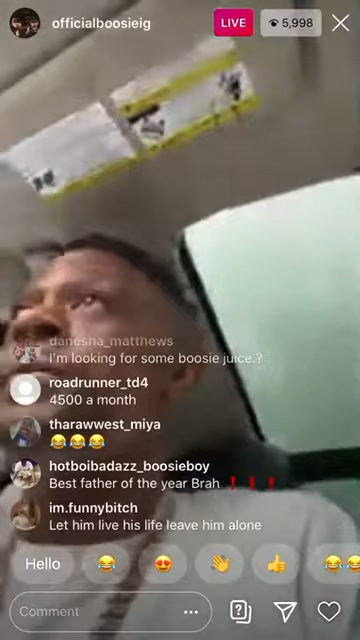 officialboosieig
LIVE
5,998
danesha_matthews
I'm looking for some boosie juice.?
roadrunner_td4
4500 a month
tharawwest_miya
😂😂😂
hotboibadazz_boosieboy
Best father of the year Brah ❗❗❗
im.funnybitch
Let him live his life leave him alone
Hello
Comment